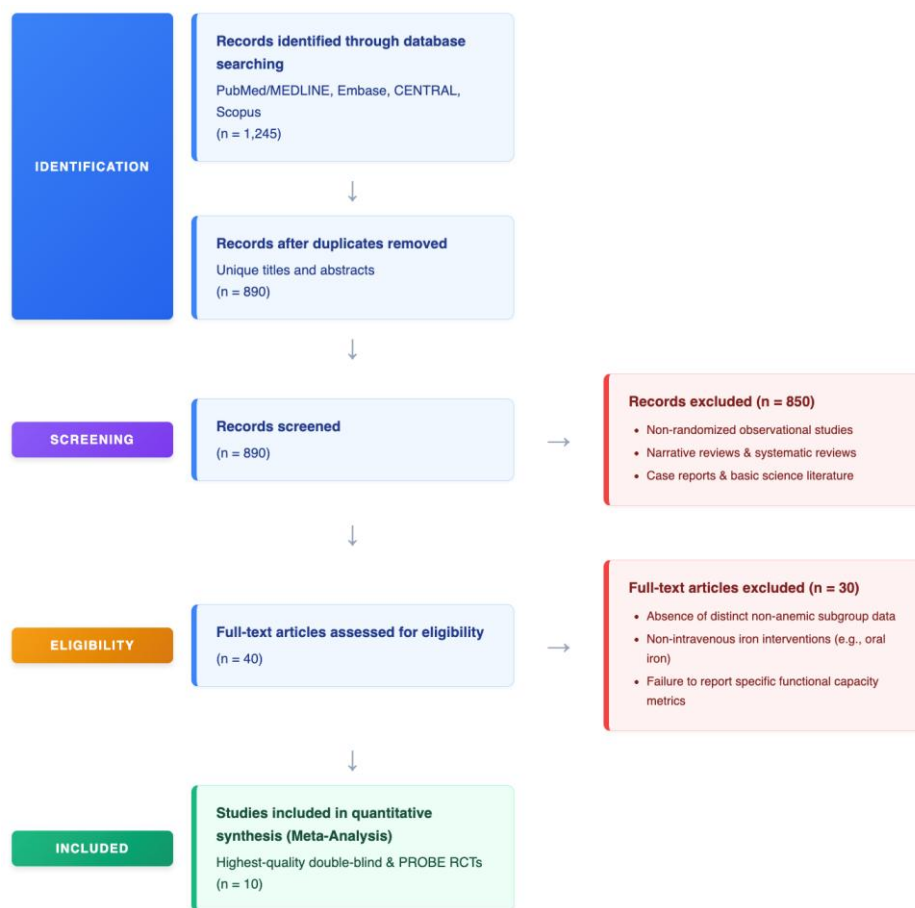 Records identified through database
searching
PubMed/MEDLINE, Embase, CENTRAL,
Scopus
(n = 1,245)
IDENTIFICATION
↓
Records after duplicates removed
Unique titles and abstracts
(n = 890)
↓
SCREENING
Records screened
(n = 890)
→
Records excluded (n = 850)
• Non-randomized observational studies
• Narrative reviews & systematic reviews
• Case reports & basic science literature
↓
ELIGIBILITY
Full-text articles assessed for eligibility
(n = 40)
→
Full-text articles excluded (n = 30)
• Absence of distinct non-anemic subgroup data
• Non-intravenous iron interventions (e.g., oral
iron)
• Failure to report specific functional capacity
metrics
↓
INCLUDED
Studies included in quantitative
synthesis (Meta-Analysis)
Highest-quality double-blind & PROBE RCTs
(n = 10)